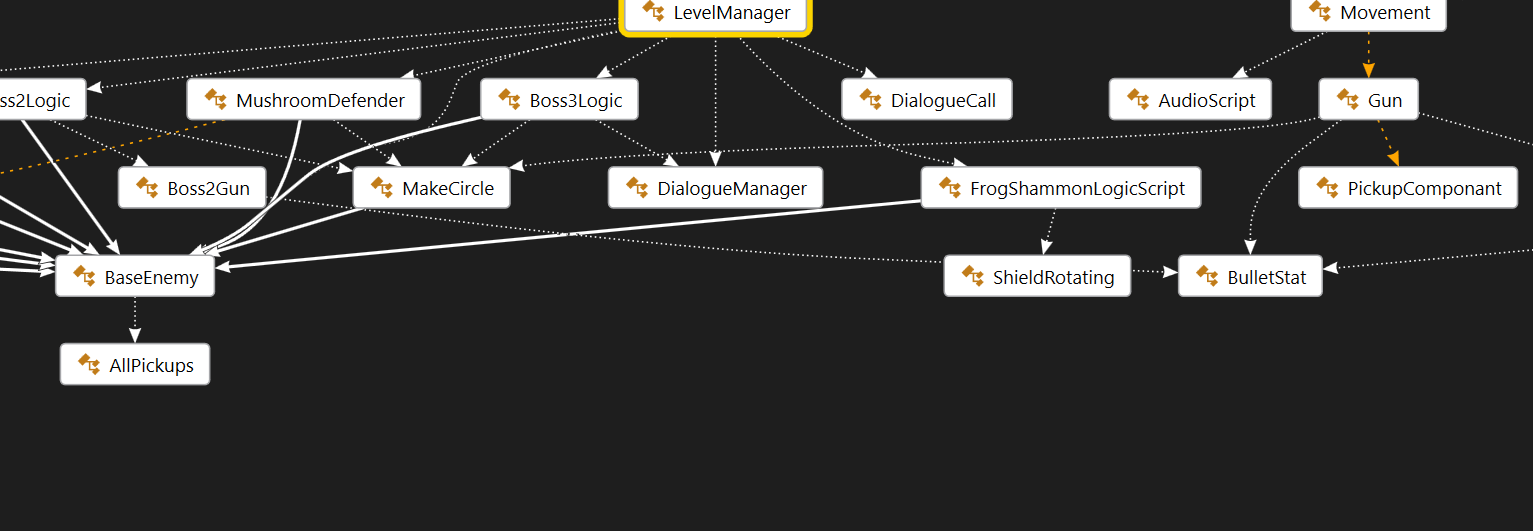 LevelManager
Movement
ss2Logic
MushroomDefender
Boss3Logic
DialogueCall
AudioScript
Gun
Boss2Gun
MakeCircle
DialogueManager
FrogShammonLogicScript
PickupComponant
BaseEnemy
ShieldRotating
BulletStat
AllPickups